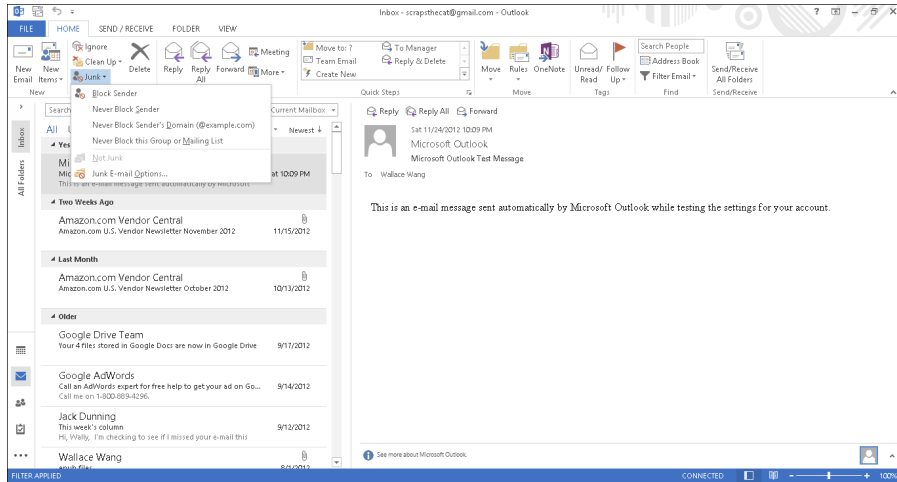 Inbox - scrapsthecat@gmail.com - Outlook
FILE HOME SEND / RECEIVE FOLDER VIEW
Ignore
Clean Up
Junk
New Email
New Items
Delete
Reply
Reply All
Forward
Meeting
More
Move to: ?
Team Email
Create New
To Manager
Reply & Delete
Move
Rules
OneNote
Unread/ Read
Follow Up
Search People
Address Book
Filter Email
Send/Receive All Folders
New
Quick Steps
Move
Tags
Find
Send/Receive
Block Sender
Never Block Sender
Never Block Sender's Domain (@example.com)
Never Block this Group or Mailing List
Not Junk
Junk E-mail Options...
Inbox
All Folders
Search
Current Mailbox
All
Newest
Yes
10:09 PM
This is an e-mail message sent automatically by Microsoft
Two Weeks Ago
Amazon.com Vendor Central
Amazon.com U.S. Vendor Newsletter November 2012 11/15/2012
Last Month
Amazon.com Vendor Central
Amazon.com U.S. Vendor Newsletter October 2012 10/13/2012
Older
Google Drive Team
Your 4 files stored in Google Docs are now in Google Drive 9/17/2012
Google AdWords
Call an AdWords expert for free help to get your ad on Go... 9/14/2012
Call me on 1-800-889-4296.
Jack Dunning
This week's column 9/12/2012
Hi, Wally, I'm checking to see if I missed your e-mail this
Wallace Wang
epub files 8/1/2012
Reply Reply All Forward
Sat 11/24/2012 10:09 PM
Microsoft Outlook
Microsoft Outlook Test Message
To Wallace Wang
This is an e-mail message sent automatically by Microsoft Outlook while testing the settings for your account.
See more about Microsoft Outlook.
FILTER APPLIED
CONNECTED
100%